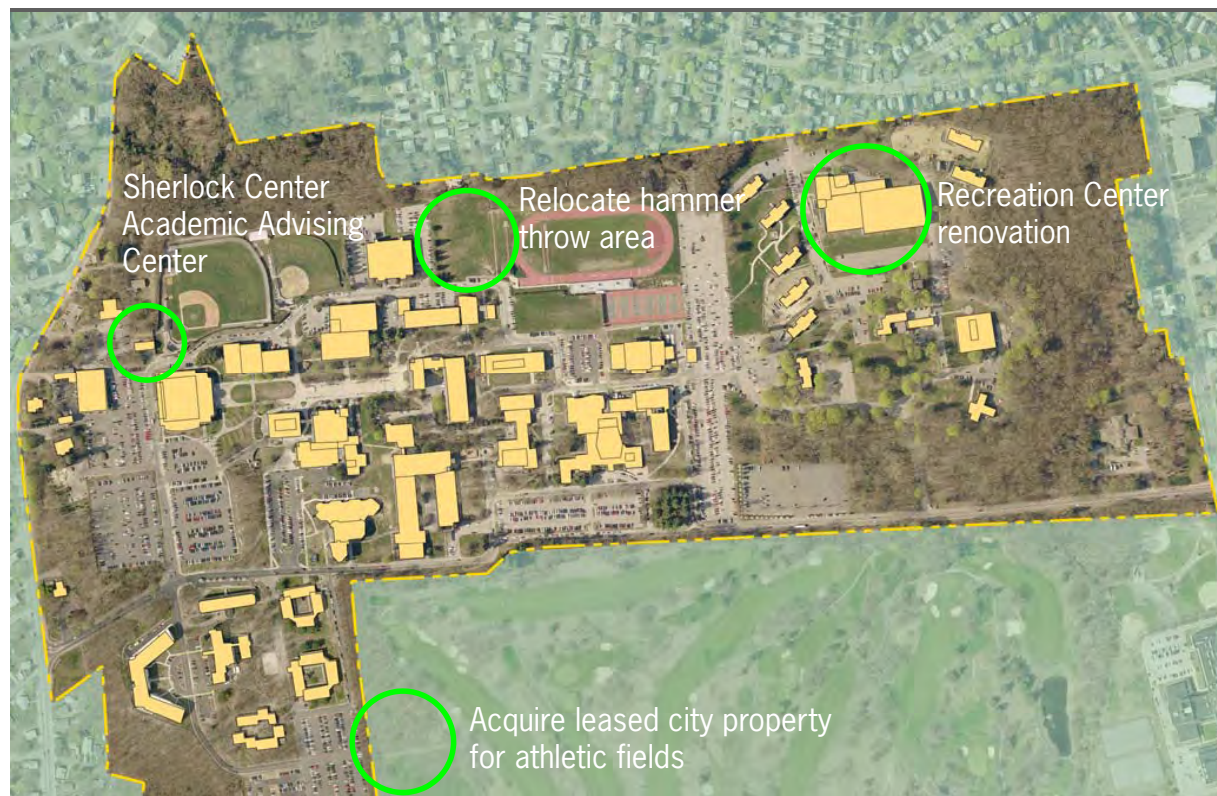 Sherlock Center
Academic Advising
Center
Relocate hammer
throw area
Recreation Center
renovation
Acquire leased city property
for athletic fields